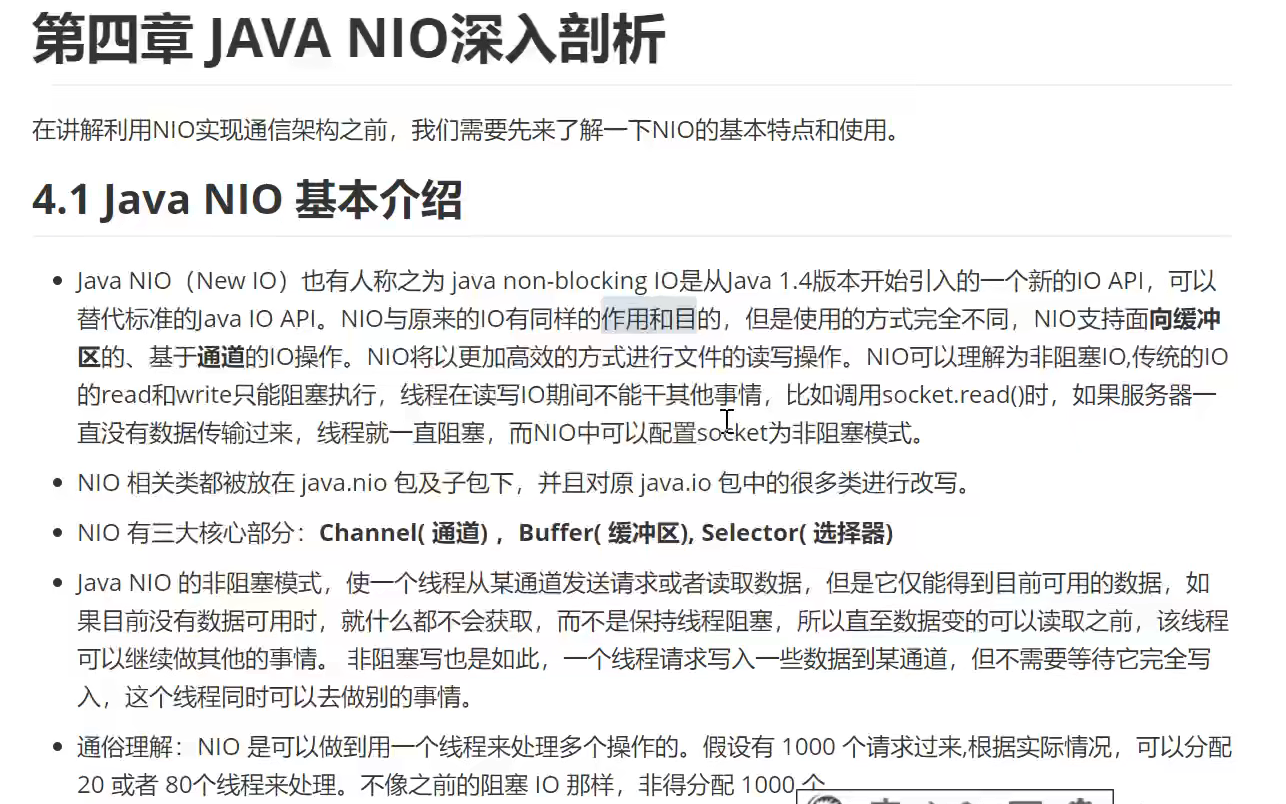 第四章 JAVA NIO深入剖析
在讲解利用NIO实现通信架构之前，我们需要先来了解一下NIO的基本特点和使用。
4.1 Java NIO 基本介绍
Java NIO（New IO）也有人称之为 java non-blocking IO是从Java 1.4版本开始引入的一个新的IO API，可以
替代标准的Java IO API。NIO与原来的IO有同样的作用和目的，但是使用的方式完全不同，NIO支持面向缓冲
区的、基于通道的IO操作。NIO将以更加高效的方式进行文件的读写操作。NIO可以理解为非阻塞IO,传统的IO
的read和write只能阻塞执行，线程在读写IO期间不能干其他事情，比如调用socket.read()时，如果服务器一
直没有数据传输过来，线程就一直阻塞，而NIO中可以配置socket为非阻塞模式。
NIO 相关类都被放在 java.nio 包及子包下，并且对原 java.io 包中的很多类进行改写。
NIO 有三大核心部分：Channel( 通道) ，Buffer( 缓冲区), Selector( 选择器)
Java NIO 的非阻塞模式，使一个线程从某通道发送请求或者读取数据，但是它仅能得到目前可用的数据，如
果目前没有数据可用时，就什么都不会获取，而不是保持线程阻塞，所以直至数据变的可以读取之前，该线程
可以继续做其他的事情。 非阻塞写也是如此，一个线程请求写入一些数据到某通道，但不需要等待它完全写
入，这个线程同时可以去做别的事情。
通俗理解：NIO 是可以做到用一个线程来处理多个操作的。假设有 1000 个请求过来,根据实际情况，可以分配
20 或者 80个线程来处理。不像之前的阻塞 IO 那样，非得分配 1000 个